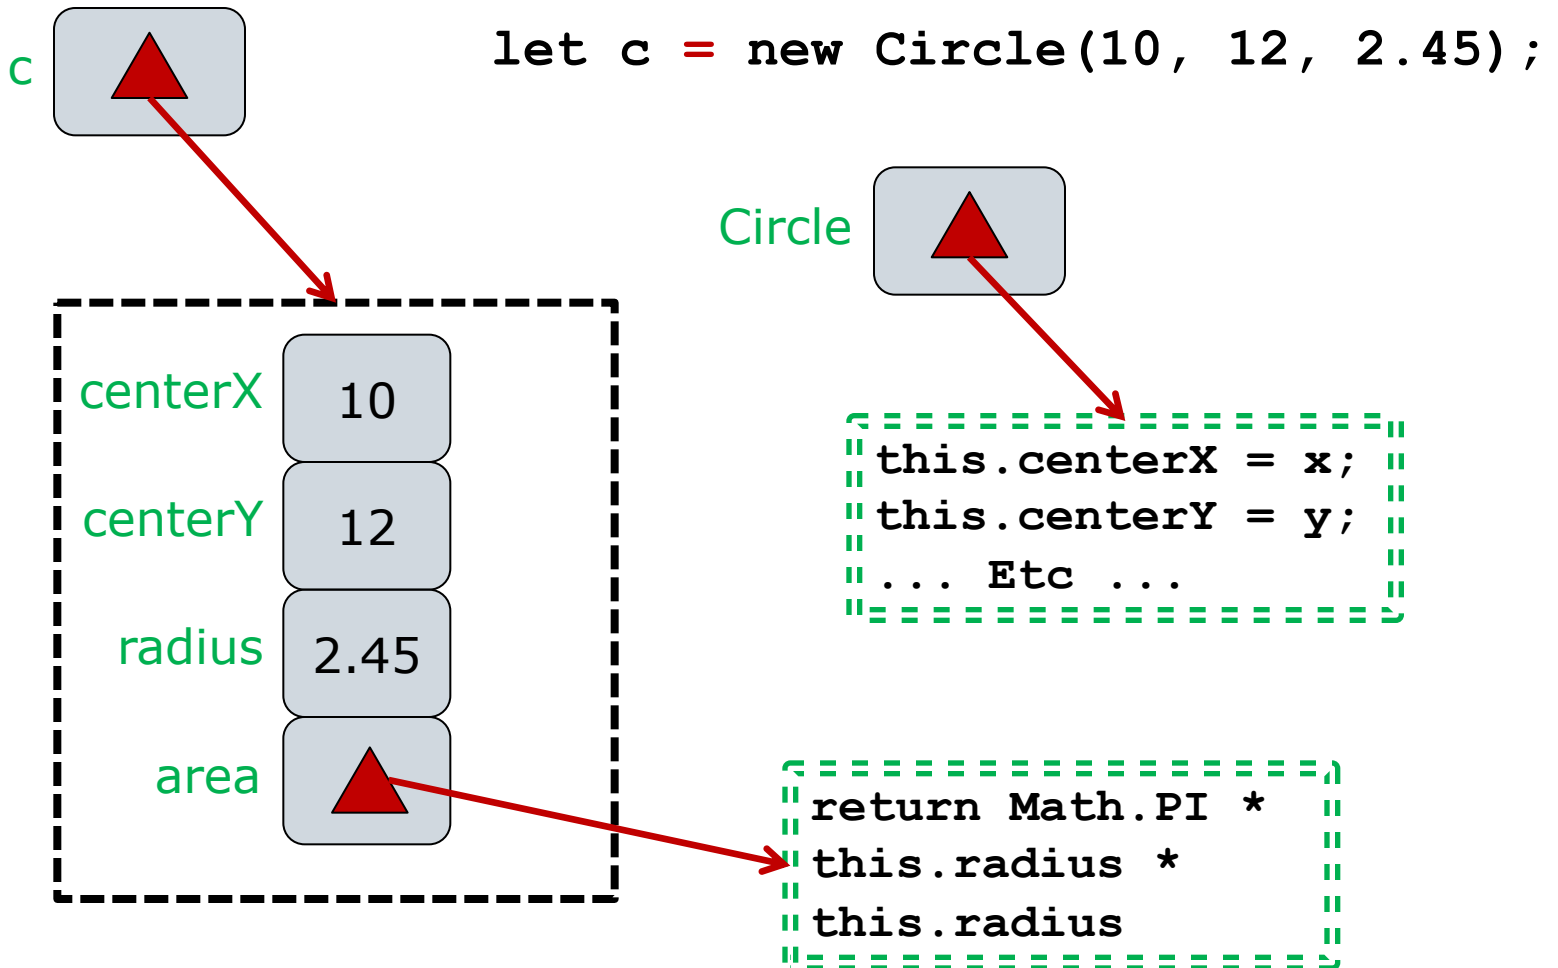 c
let c = new Circle(10, 12, 2.45);
Circle
centerX
10
centerY
12
radius
2.45
area
this.centerX = x;
this.centerY = y;
... Etc ...
return Math.PI *
this.radius *
this.radius